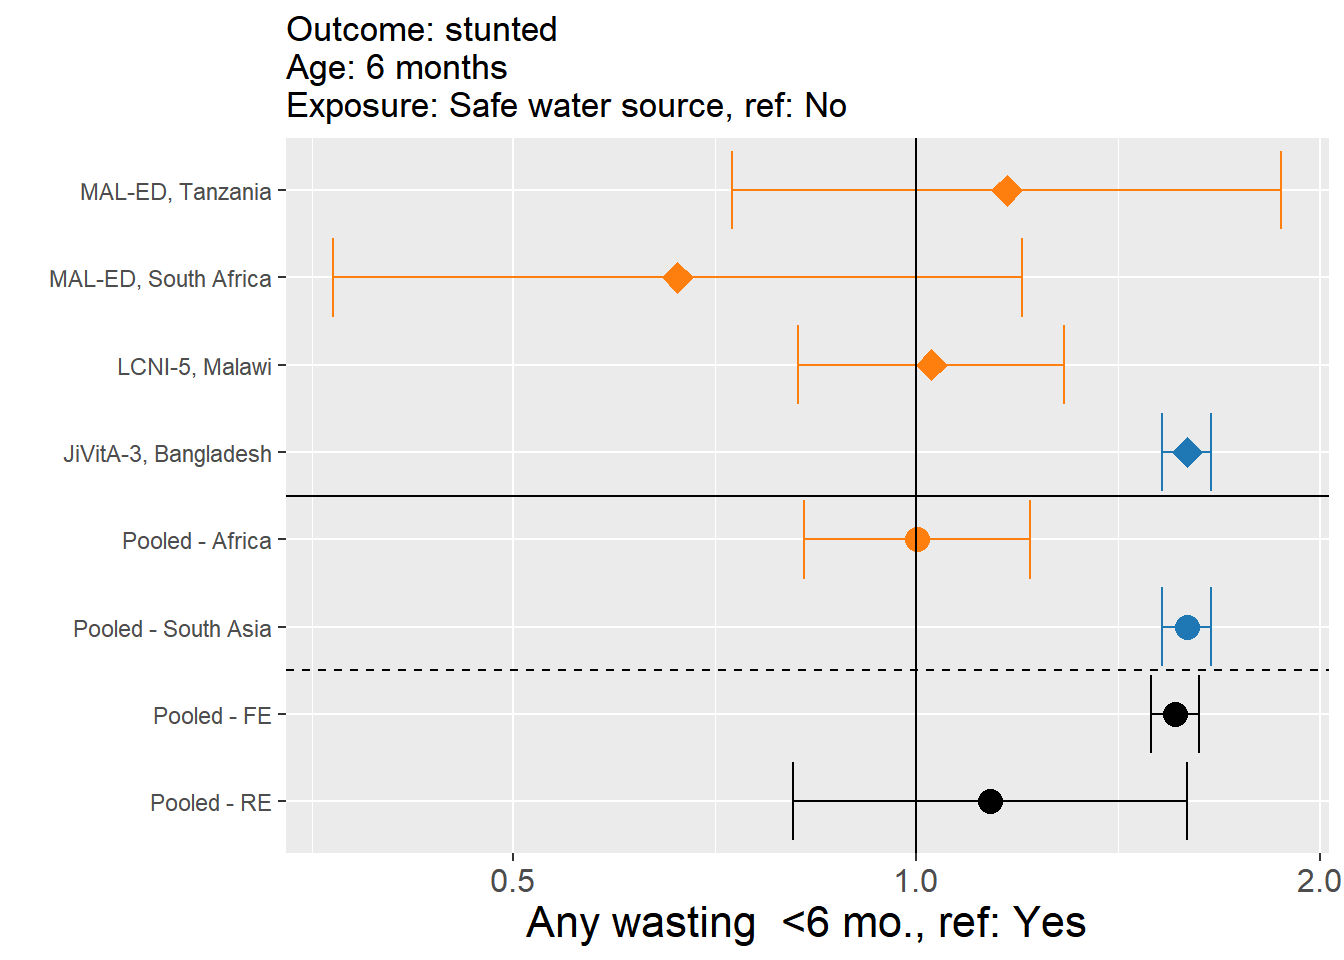 Outcome: stunted
Age: 6 months
Exposure: Safe water source, ref: No
MAL-ED, Tanzania
MAL-ED, South Africa
LCNI-5, Malawi
JiVitA-3, Bangladesh
Pooled - Africa
Pooled - South Asia
Pooled - FE
Pooled - RE
0.5 1.0 2.0
Any wasting  <6 mo., ref: Yes